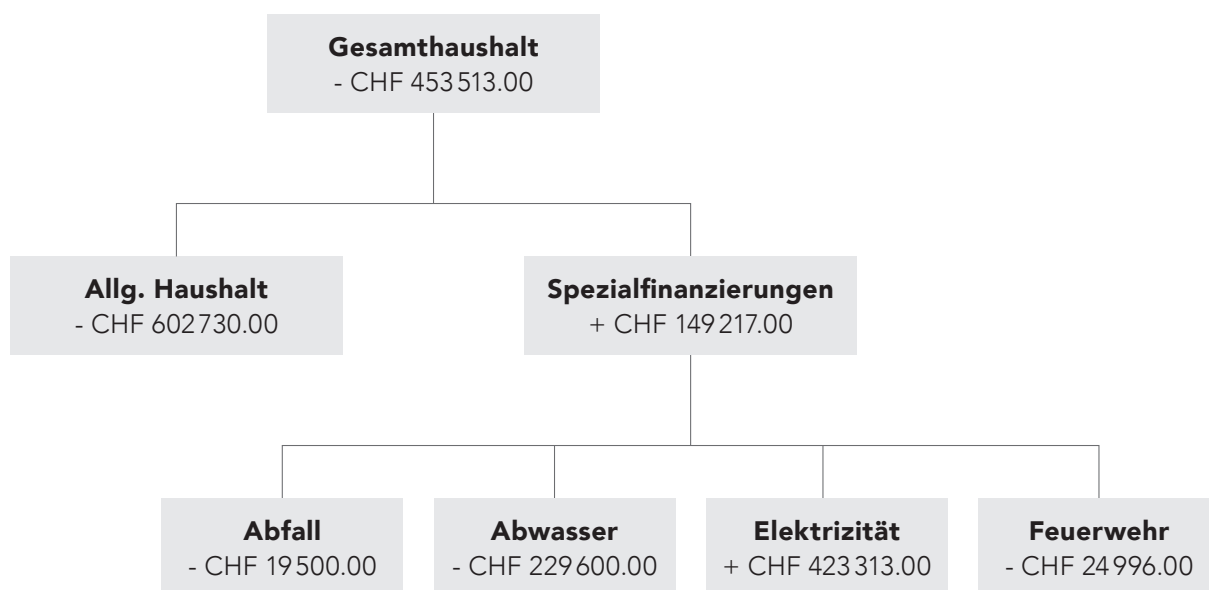 Gesamthaushalt
- CHF 453 513.00
Allg. Haushalt
- CHF 602 730.00
Spezialfinanzierungen
+ CHF 149 217.00
Abfall
- CHF 19 500.00
Abwasser
- CHF 229 600.00
Elektrizität
+ CHF 423 313.00
Feuerwehr
- CHF 24 996.00